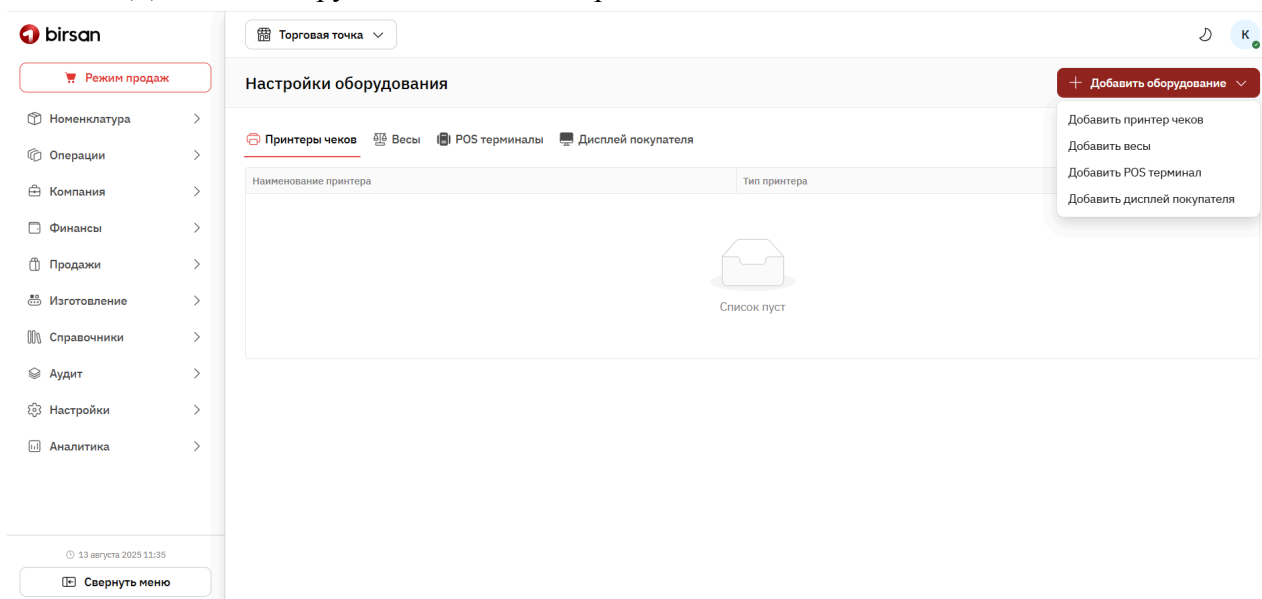 birsan
Торговая точка
K
Режим продаж
Настройки оборудования
Добавить оборудование
Добавить принтер чеков
Добавить весы
Добавить POS терминал
Добавить дисплей покупателя
Номенклатура
Операции
Компания
Финансы
Продажи
Изготовление
Справочники
Аудит
Настройки
Аналитика
Принтеры чеков Весы POS терминалы Дисплей покупателя
Наименование принтера Тип принтера
Список пуст
13 августа 2025 11:35
Свернуть меню